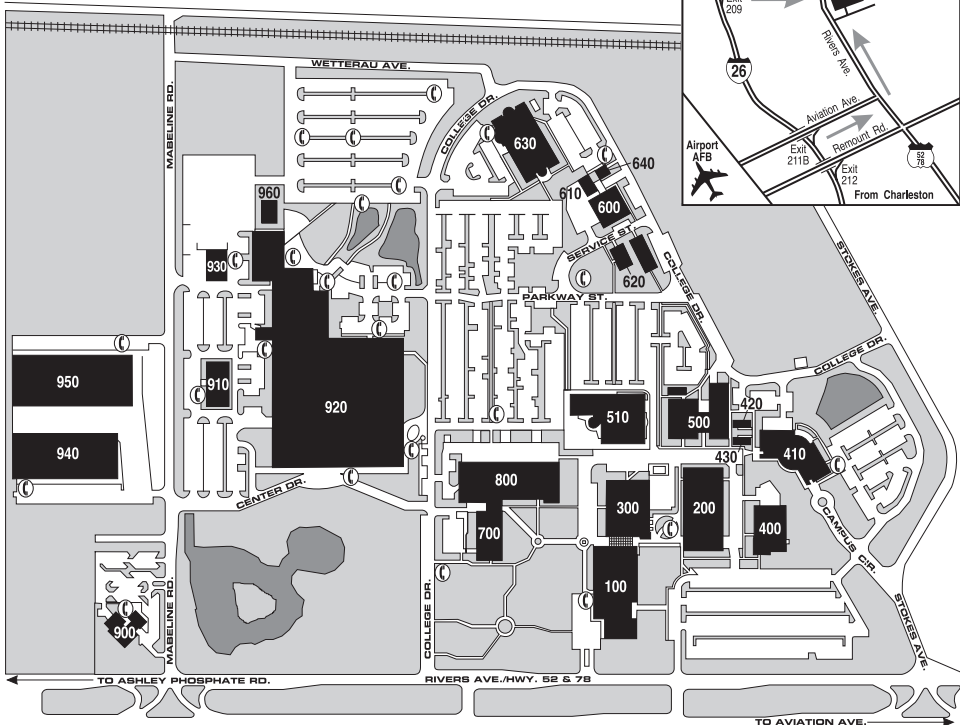 Exit
209
26
Rivers Ave.
Aviation Ave.
Remount Rd.
Airport
AFB
Exit
211B
Exit
212
52
78
From Charleston
WETTERAU AVE.
MABELINE RD.
COLLEGE DR.
630
640
610
600
960
SERVICE ST.
620
930
PARKWAY ST.
COLLEGE DR.
STOKES AVE.
COLLEGE DR.
950
910
920
510
500
420
430
410
940
CENTER DR.
800
700
300
200
400
CAMPUS CIR.
100
900
MABELINE RD.
COLLEGE DR.
STOKES AVE.
TO ASHLEY PHOSPHATE RD.
RIVERS AVE./HWY. 52 & 78
TO AVIATION AVE.